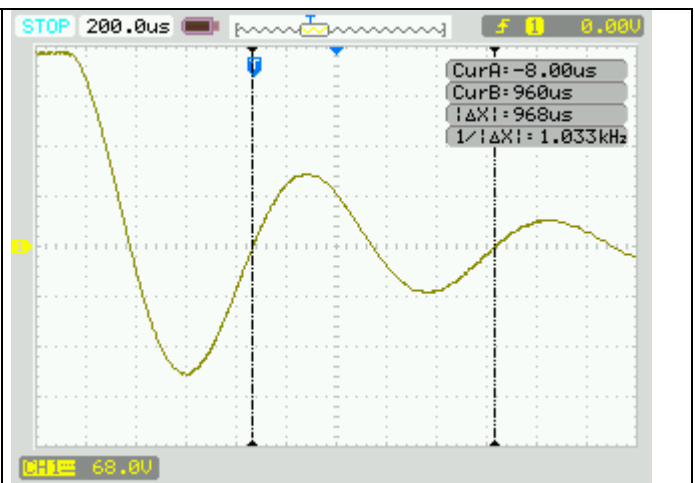 STOP 200.0us T f 1 0.00V
T
CurA:-8.00us
CurB:960us
|ΔX|:968us
1/|ΔX|:1.033kHz
1
CH1 68.0V